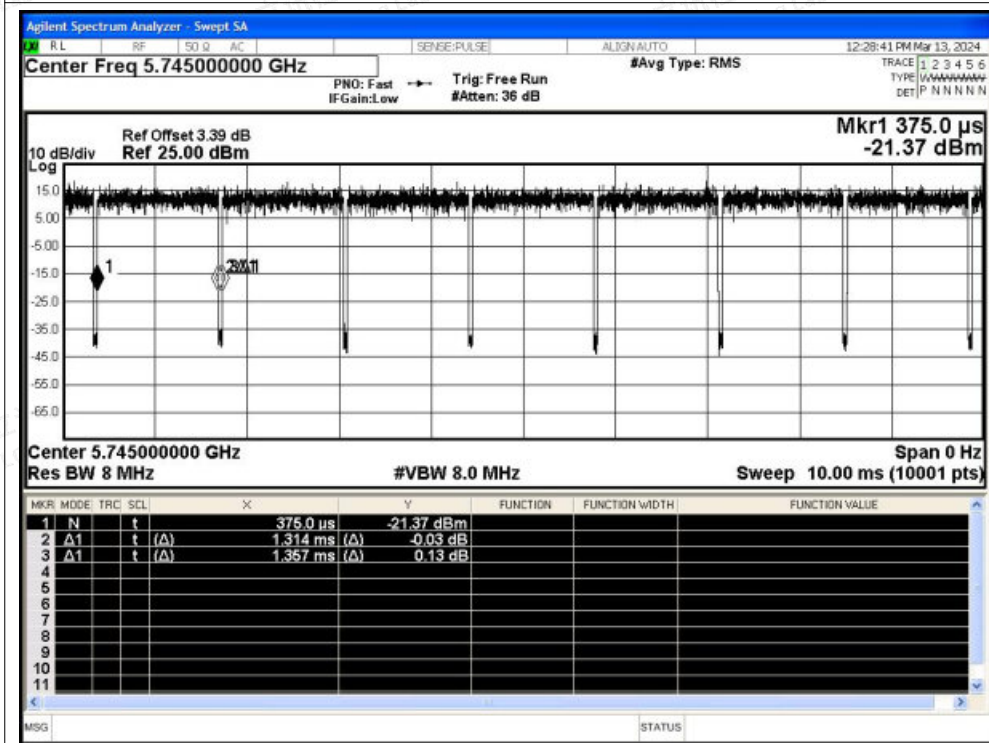 Agilent Spectrum Analyzer - Swept SA
RL RF 50 Ω AC SENSE:PULSE ALIGN AUTO 12:28:41 PM Mar 13, 2024
Center Freq 5.745000000 GHz #Avg Type: RMS TRACE 1 2 3 4 5 6
PNO: Fast Trig: Free Run TYPE
IFGain:Low #Atten: 36 dB DET P N N N N N
Mkr1 375.0 µs
Ref Offset 3.39 dB
10 dB/div Ref 25.00 dBm -21.37 dBm
Log
15.0
5.00
-5.00
1
-15.0
-25.0
-35.0
-45.0
-55.0
-65.0
Center 5.745000000 GHz Span 0 Hz
Res BW 8 MHz #VBW 8.0 MHz Sweep 10.00 ms (10001 pts)
MKR MODE TRC SCL X Y FUNCTION FUNCTION WIDTH FUNCTION VALUE
1 N t 375.0 µs -21.37 dBm
2 Δ1 t (Δ) 1.314 ms (Δ) -0.03 dB
3 Δ1 t (Δ) 1.357 ms (Δ) 0.13 dB
4
5
6
7
8
9
10
11
MSG STATUS